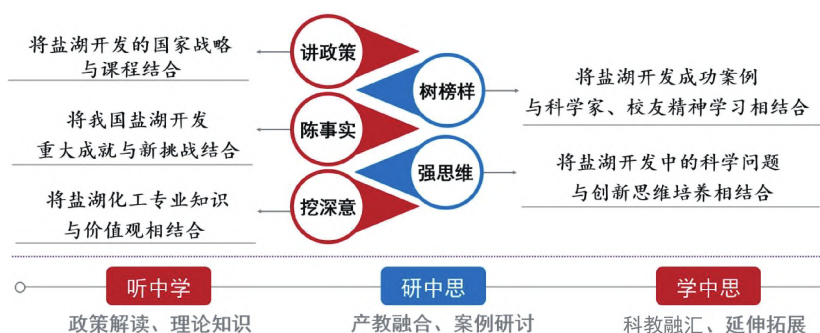 将盐湖开发的国家战略
与课程结合
讲政策
树榜样
将盐湖开发成功案例
与科学家、校友精神学习相结合
将我国盐湖开发
重大成就与新挑战结合
陈事实
强思维
将盐湖开发中的科学问题
与创新思维培养相结合
将盐湖化工专业知识
与价值观相结合
挖深意
听中学
研中思
学中思
政策解读、理论知识
产教融合、案例研讨
科教融汇、延伸拓展